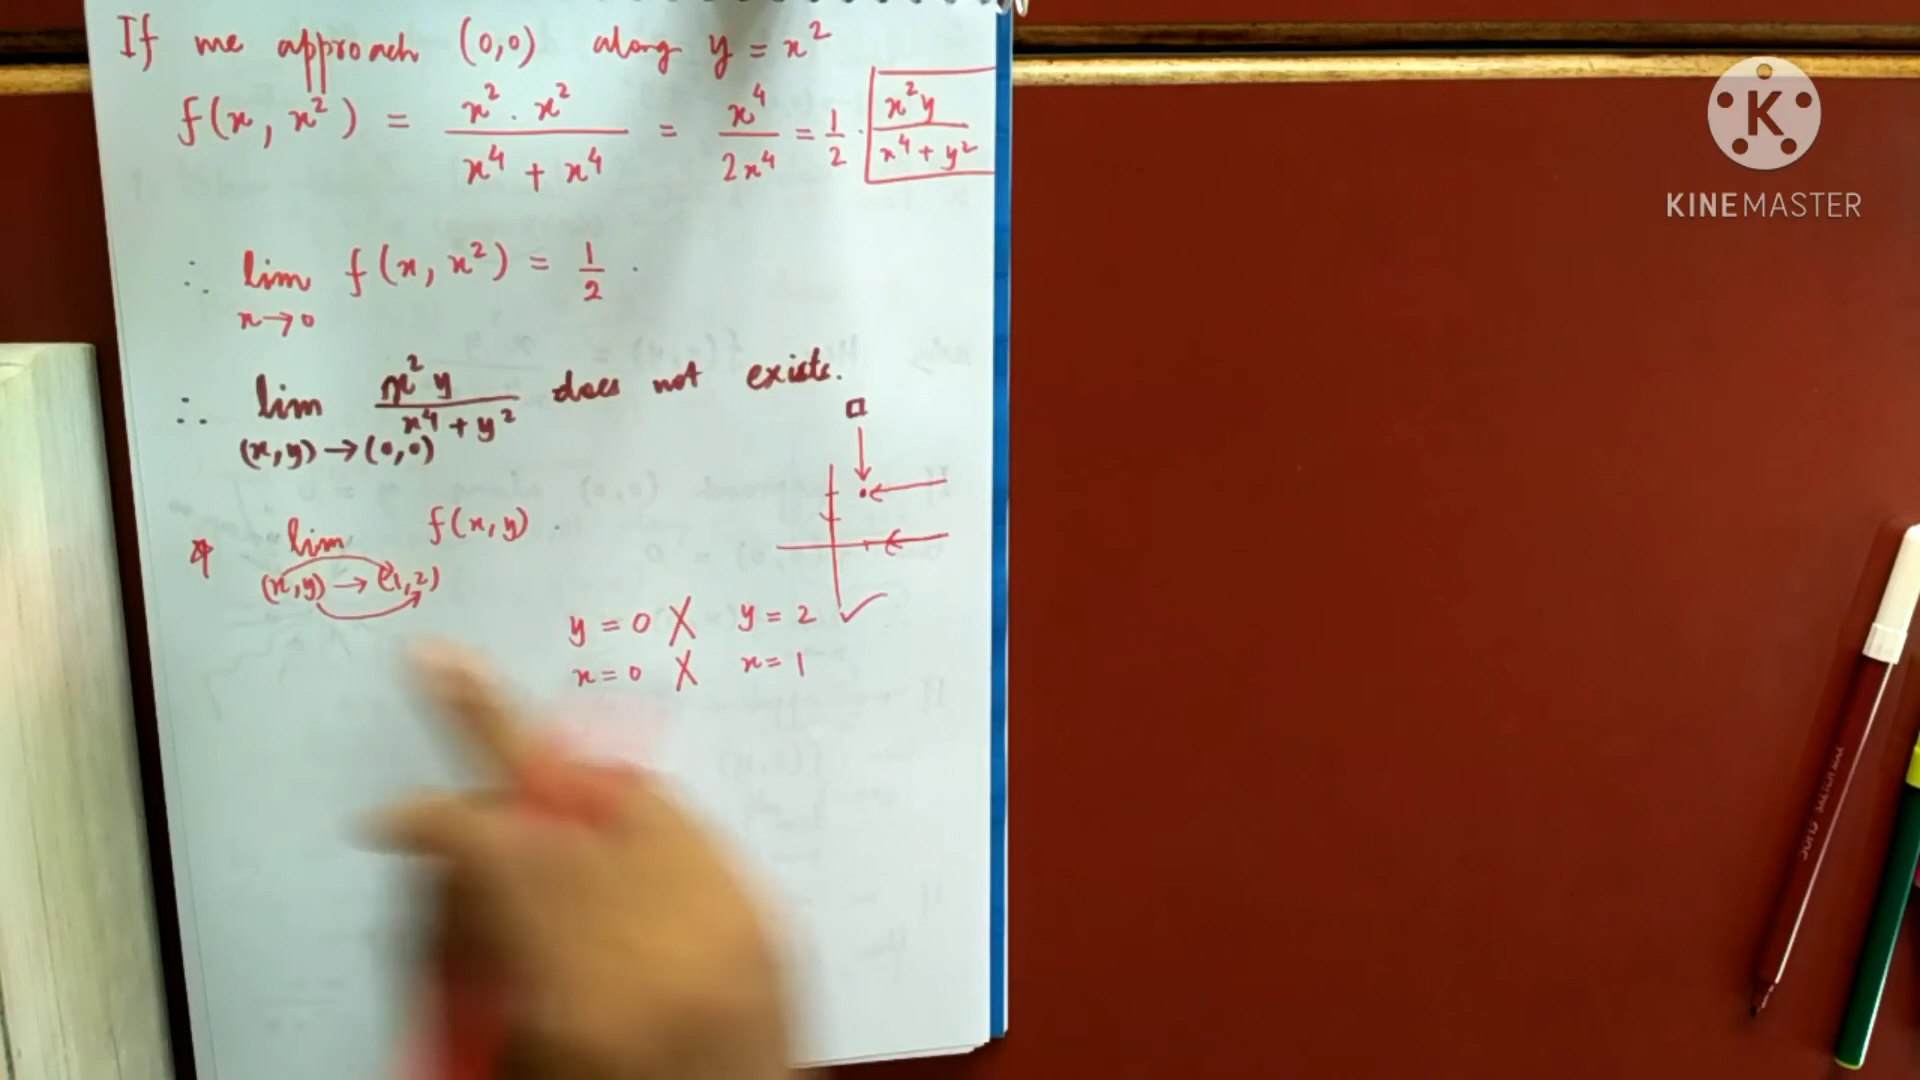 If we approach (0,0) along y = x²
f(x, x²) = x² . x² / x⁴ + x⁴ = x⁴ / 2x⁴ = 1/2 . x²y / x⁴ + y²
∴ lim x→0 f(x, x²) = 1/2 .
∴ lim (x,y)→(0,0) x²y / x⁴ + y² does not exists.
* lim (x,y)→(1,2) f(x,y) .
y = 0 X y = 2 ✓
x = 0 X x = 1
K
KINEMASTER